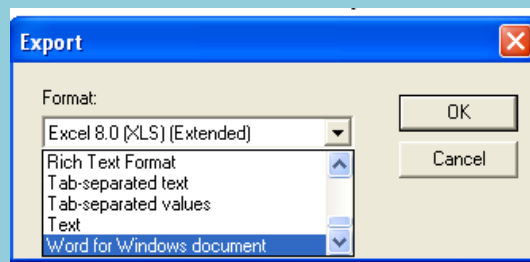 Export
Format:
Excel 8.0 (XLS) (Extended)
OK
Rich Text Format
Tab-separated text
Cancel
Tab-separated values
Text
Word for Windows document